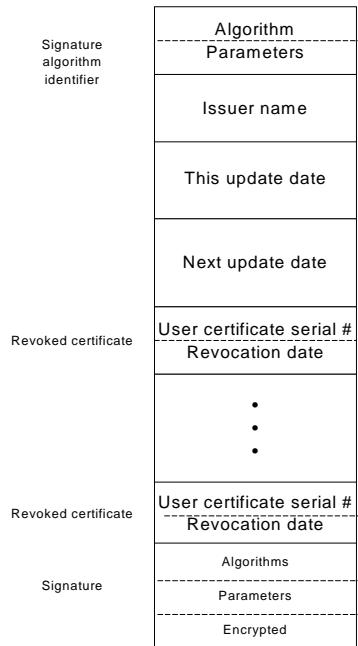 Signature
algorithm
identifier
Algorithm
Parameters
Issuer name
This update date
Next update date
Revoked certificate
User certificate serial #
Revocation date
•
•
•
Revoked certificate
User certificate serial #
Revocation date
Signature
Algorithms
Parameters
Encrypted